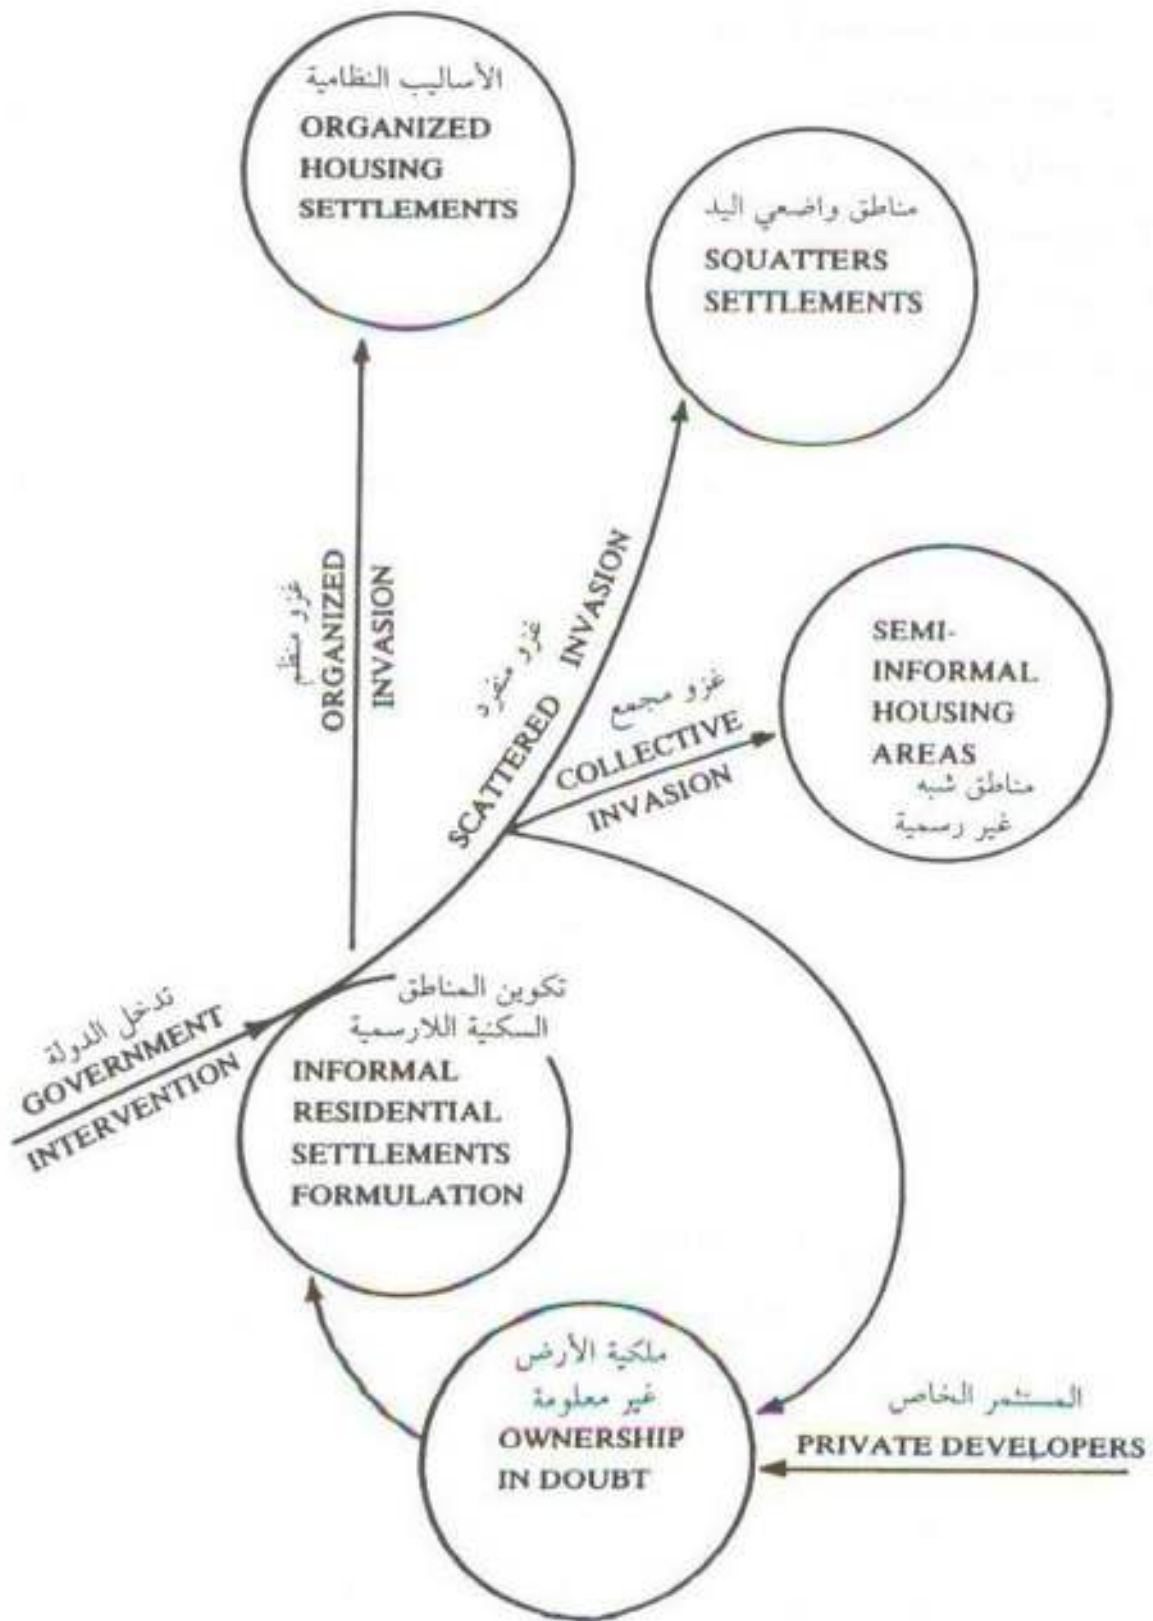 الأساليب النظامية
ORGANIZED
HOUSING
SETTLEMENTS
مناطق واضعي اليد
SQUATTERS
SETTLEMENTS
غزو منظم
ORGANIZED
INVASION
غزو منفرد
SCATTERED INVASION
غزو مجمع
COLLECTIVE
INVASION
SEMI-
INFORMAL
HOUSING
AREAS
مناطق شبه
غير رسمية
تدخل الدولة
GOVERNMENT
INTERVENTION
تكوين المناطق
السكنية اللارسمية
INFORMAL
RESIDENTIAL
SETTLEMENTS
FORMULATION
ملكية الأرض
غير معلومة
OWNERSHIP
IN DOUBT
المستثمر الخاص
PRIVATE DEVELOPERS